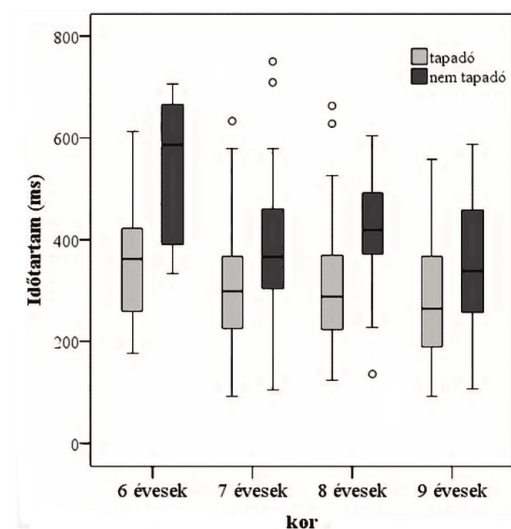 800
tapadó
nem tapadó
600
400
200
0
Időtartam (ms)
6 évesek
7 évesek
8 évesek
9 évesek
kor